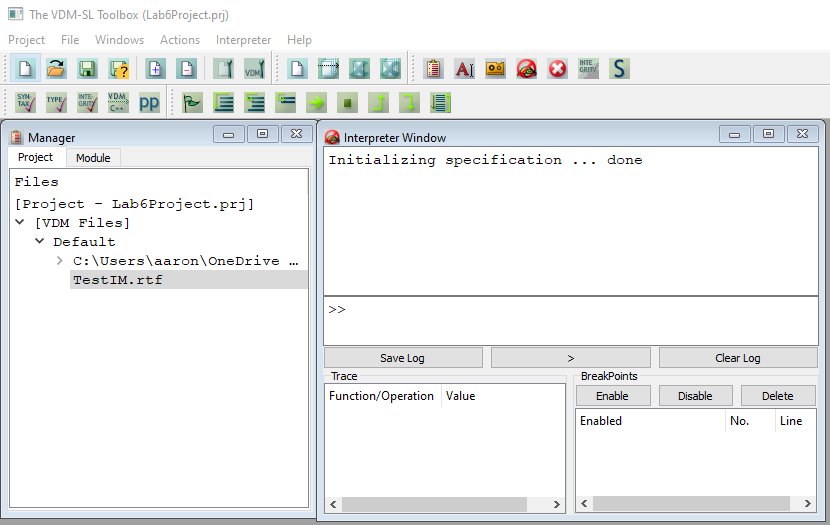 The VDM-SL Toolbox (Lab6Project.prj)
Project File Windows Actions Interpreter Help
VDM INTE GRITY S
SYN- TAX TYPE INTE- GRITY VDM C++ pp
Manager
Project Module
Files
[Project - Lab6Project.prj]
[VDM Files]
Default
C:\Users\aaron\OneDrive ...
TestIM.rtf
Interpreter Window
Initializing specification ... done
>>
Save Log > Clear Log
Trace
Function/Operation Value
BreakPoints
Enable Disable Delete
Enabled No. Line